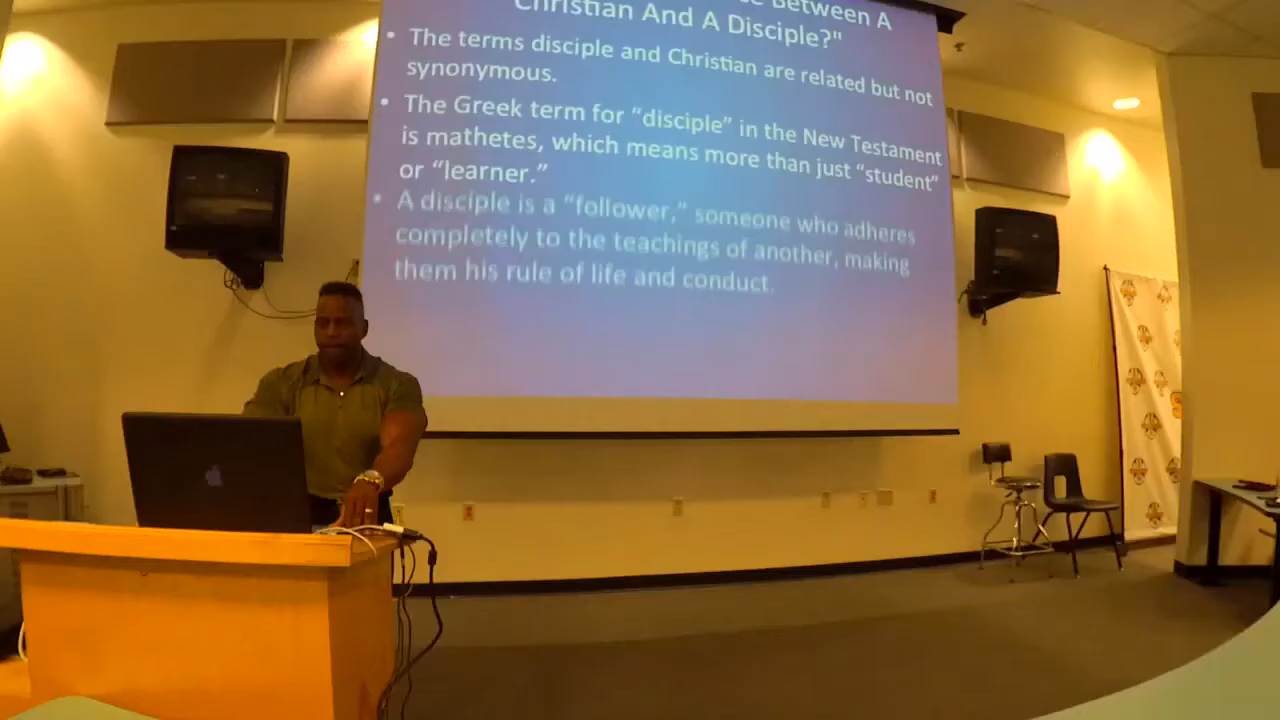 Between A
Christian And A Disciple?"
• The terms disciple and Christian are related but not
synonymous.
• The Greek term for “disciple” in the New Testament
is mathetes, which means more than just “student”
or “learner.”
• A disciple is a “follower,” someone who adheres
completely to the teachings of another, making
them his rule of life and conduct.